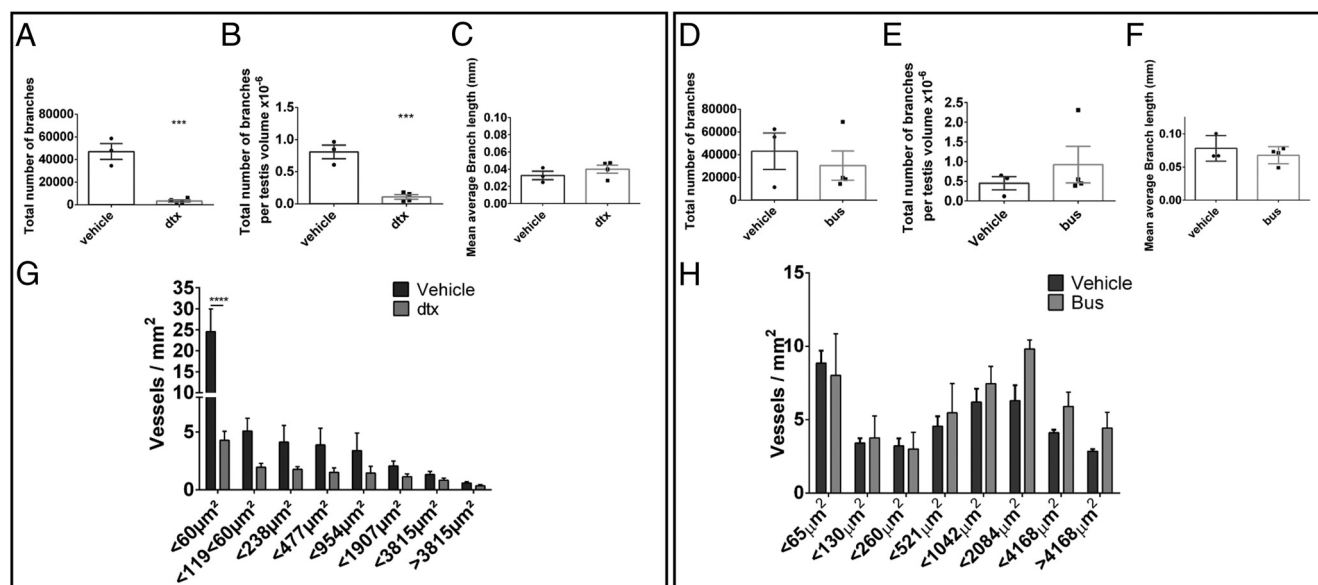 A
Total number of branches
80000
60000
40000
20000
0
***
vehicle
dtx
B
Total number of branches
per testis volume x10-6
1.5
1.0
0.5
0.0
***
vehicle
dtx
C
Mean average Branch length (mm)
0.10
0.08
0.06
0.04
0.02
0.00
vehicle
dtx
D
Total number of branches
80000
60000
40000
20000
0
vehicle
bus
E
Total number of branches
per testis volume x10-6
2.5
2.0
1.5
1.0
0.5
0.0
Vehicle
bus
F
Mean average Branch length (mm)
0.10
0.05
0.00
vehicle
bus
G
Vessels / mm²
35
30
25
20
15
10
5
0
****
Vehicle
dtx
<60µm²
<119<60µm²
<238µm²
<477µm²
<954µm²
<1907µm²
<3815µm²
>3815µm²
H
Vessels / mm²
15
10
5
0
Vehicle
Bus
<65µm²
<130µm²
<260µm²
<521µm²
<1042µm²
<2084µm²
<4168µm²
>4168µm²